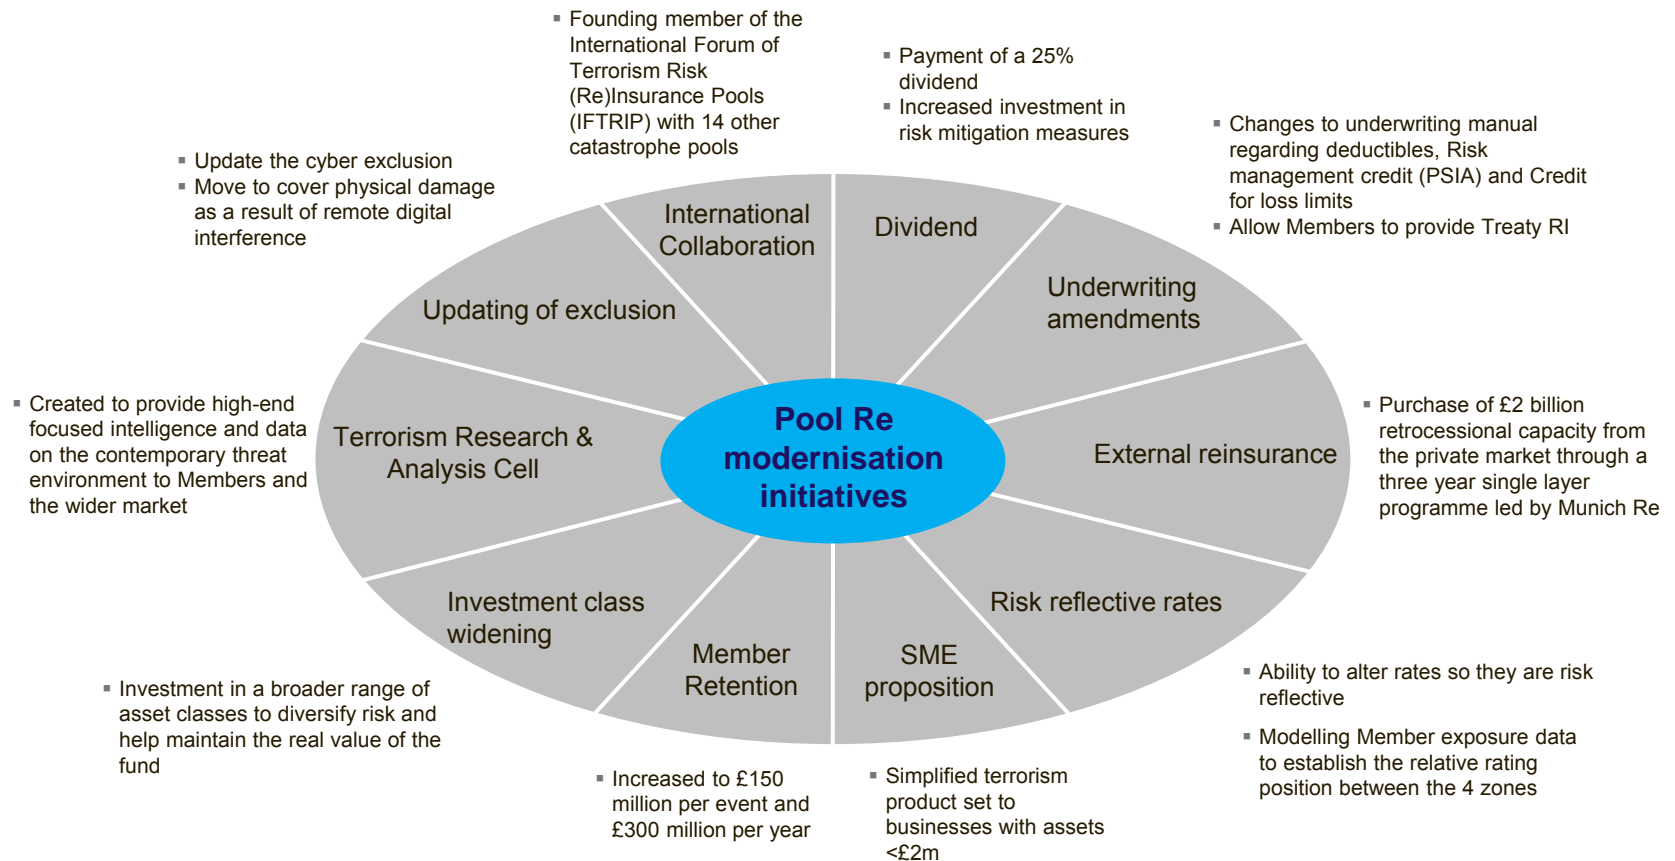 ▪ Founding member of the
International Forum of
Terrorism Risk
(Re)Insurance Pools
(IFTRIP) with 14 other
catastrophe pools
▪ Payment of a 25%
dividend
▪ Increased investment in
risk mitigation measures
▪ Changes to underwriting manual
regarding deductibles, Risk
management credit (PSIA) and Credit
for loss limits
▪ Allow Members to provide Treaty RI
▪ Update the cyber exclusion
▪ Move to cover physical damage
as a result of remote digital
interference
International
Collaboration
Dividend
Underwriting
amendments
Updating of exclusion
▪ Created to provide high-end
focused intelligence and data
on the contemporary threat
environment to Members and
the wider market
Terrorism Research &
Analysis Cell
Pool Re
modernisation
initiatives
External reinsurance
▪ Purchase of £2 billion
retrocessional capacity from
the private market through a
three year single layer
programme led by Munich Re
Investment class
widening
Member
Retention
SME
proposition
Risk reflective rates
▪ Investment in a broader range of
asset classes to diversify risk and
help maintain the real value of the
fund
▪ Increased to £150
million per event and
£300 million per year
▪ Simplified terrorism
product set to
businesses with assets
<£2m
▪ Ability to alter rates so they are risk
reflective
▪ Modelling Member exposure data
to establish the relative rating
position between the 4 zones